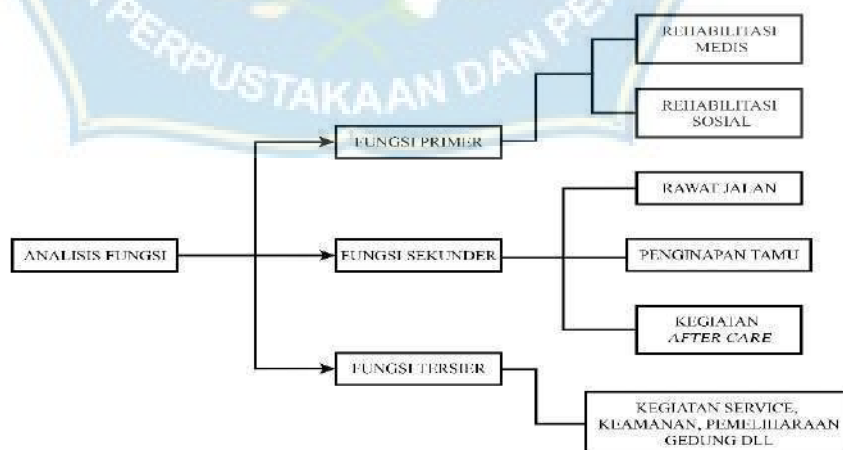 PERPUSTAKAAN DAN
REHABILITASI
MEDIS
REHABILITASI
SOSIAL
FUNGSI PRIMER
RAWAT JALAN
ANALISIS FUNGSI
FUNGSI SEKUNDER
PENGINAPAN TAMU
KEGIATAN
AFTER CARE
FUNGSI TERSIER
KEGIATAN SERVICE,
KEAMANAN, PEMELIHARAAN
GEDUNG DLL